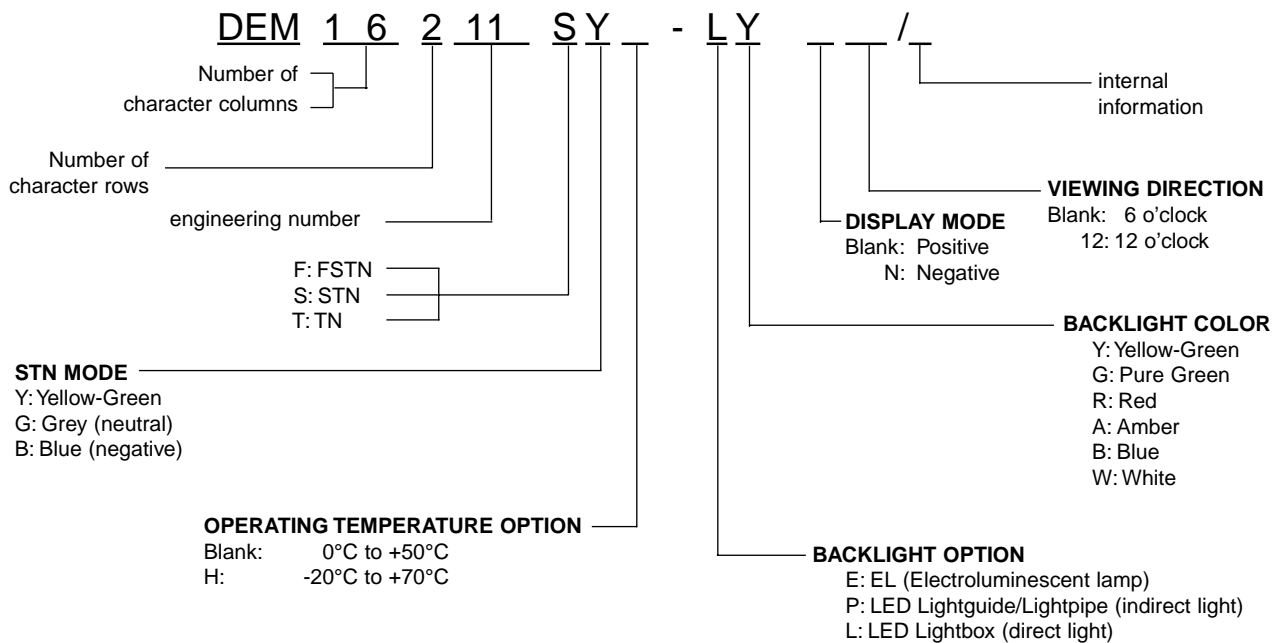 DEM 1 6 2 11 S Y _ - L Y _ __ /_
Number of
character columns
internal
information
Number of
character rows
VIEWING DIRECTION
Blank: 6 o'clock
12: 12 o'clock
engineering number
DISPLAY MODE
Blank: Positive
N: Negative
F: FSTN
S: STN
T: TN
BACKLIGHT COLOR
Y: Yellow-Green
G: Pure Green
R: Red
A: Amber
B: Blue
W: White
STN MODE
Y: Yellow-Green
G: Grey (neutral)
B: Blue (negative)
OPERATING TEMPERATURE OPTION
Blank: 0°C to +50°C
H: -20°C to +70°C
BACKLIGHT OPTION
E: EL (Electroluminescent lamp)
P: LED Lightguide/Lightpipe (indirect light)
L: LED Lightbox (direct light)